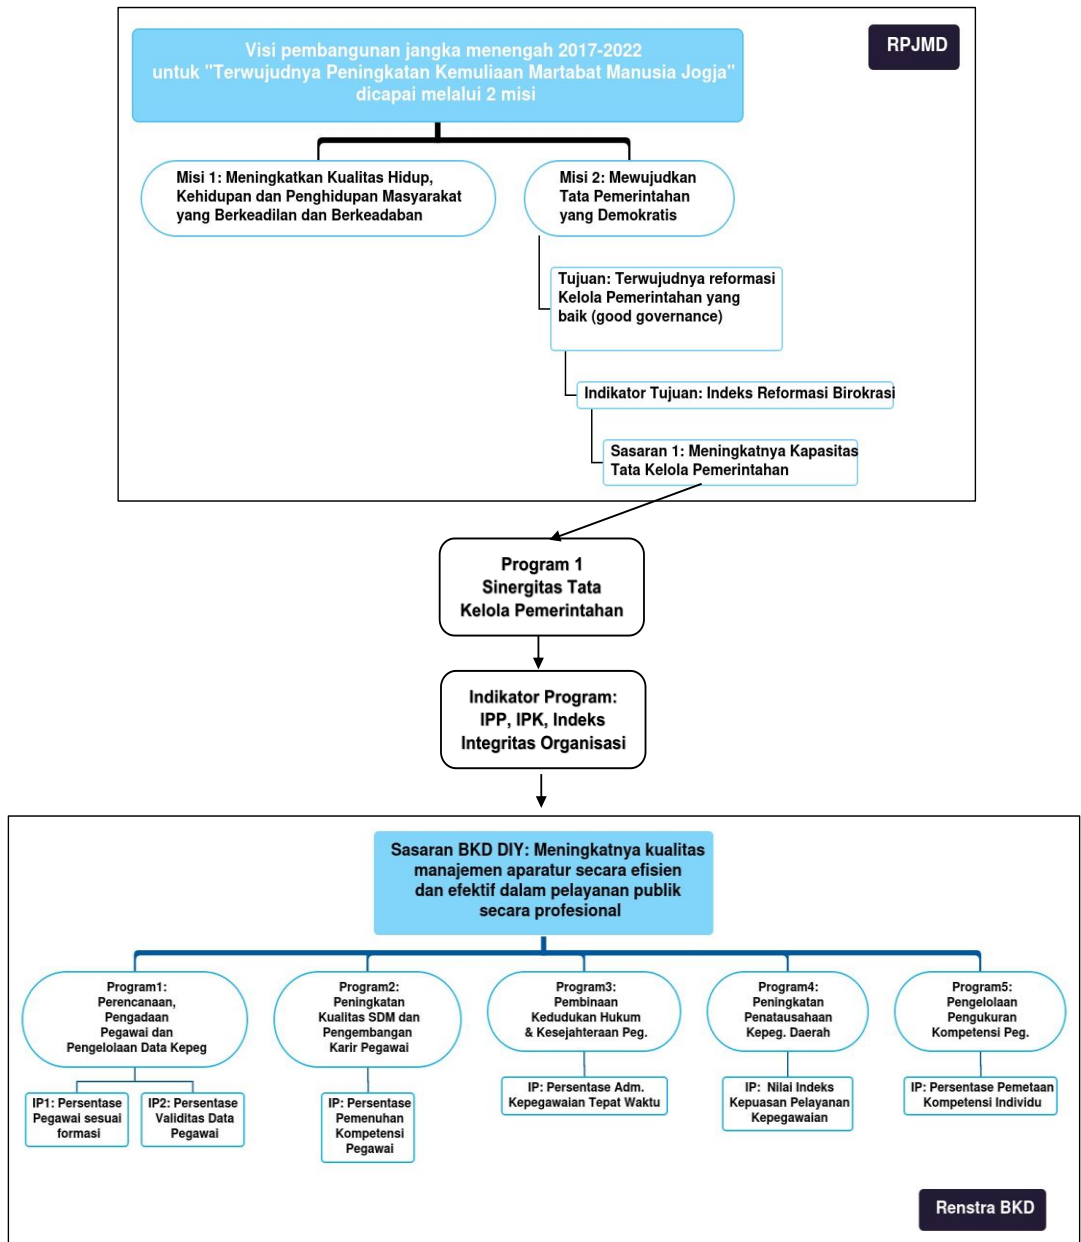 RPJMD
Visi pembangunan jangka menengah 2017-2022
untuk "Terwujudnya Peningkatan Kemuliaan Martabat Manusia Jogja"
dicapai melalui 2 misi
Misi 1: Meningkatkan Kualitas Hidup,
Kehidupan dan Penghidupan Masyarakat
yang Berkeadilan dan Berkeadaban
Misi 2: Mewujudkan
Tata Pemerintahan
yang Demokratis
Tujuan: Terwujudnya reformasi
Kelola Pemerintahan yang
baik (good governance)
Indikator Tujuan: Indeks Reformasi Birokrasi
Sasaran 1: Meningkatnya Kapasitas
Tata Kelola Pemerintahan
Program 1
Sinergitas Tata
Kelola Pemerintahan
Indikator Program:
IPP, IPK, Indeks
Integritas Organisasi
Sasaran BKD DIY: Meningkatnya kualitas
manajemen aparatur secara efisien
dan efektif dalam pelayanan publik
secara profesional
Program1:
Perencanaan,
Pengadaan
Pegawai dan
Pengelolaan Data Kepeg
Program2:
Peningkatan
Kualitas SDM dan
Pengembangan
Karir Pegawai
Program3:
Pembinaan
Kedudukan Hukum
& Kesejahteraan Peg.
Program4:
Peningkatan
Penatausahaan
Kepeg. Daerah
Program5:
Pengelolaan
Pengukuran
Kompetensi Peg.
IP1: Persentase
Pegawai sesuai
formasi
IP2: Persentase
Validitas Data
Pegawai
IP: Persentase
Pemenuhan
Kompetensi
Pegawai
IP: Persentase Adm.
Kepegawaian Tepat Waktu
IP: Nilai Indeks
Kepuasan Pelayanan
Kepegawaian
IP: Persentase Pemetaan
Kompetensi Individu
Renstra BKD